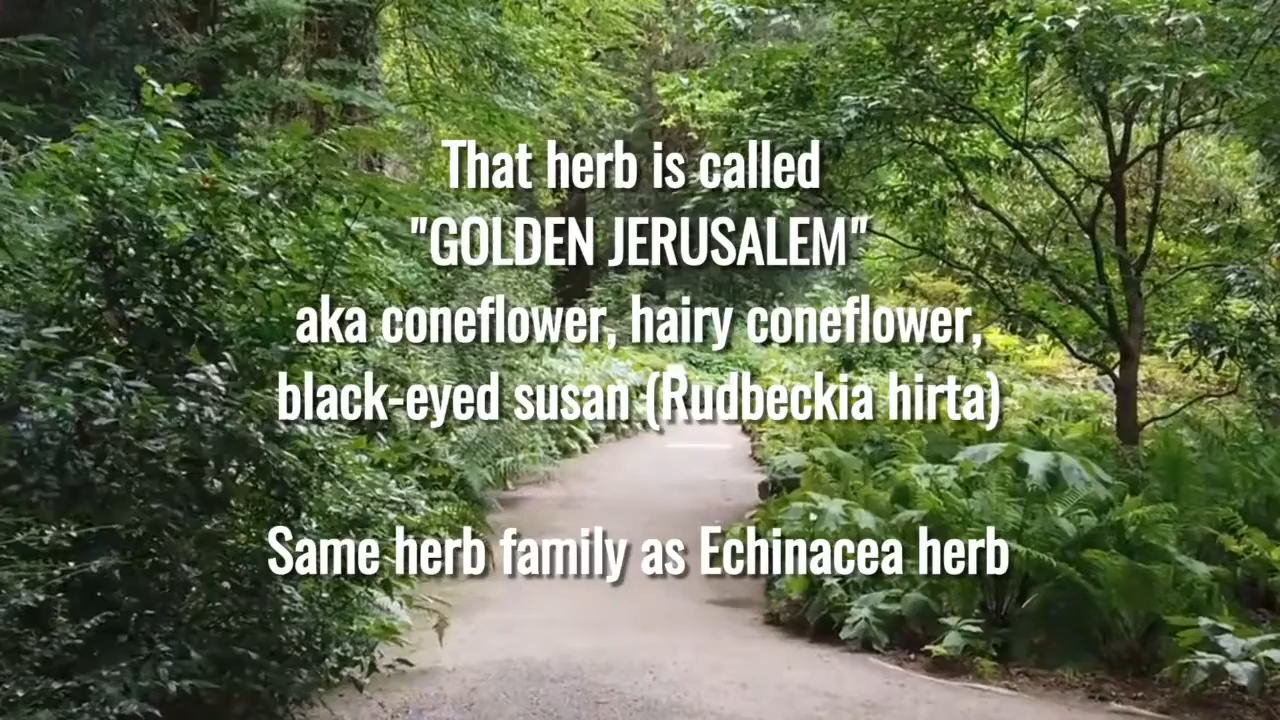 That herb is called
"GOLDEN JERUSALEM"
aka coneflower, hairy coneflower,
black-eyed susan (Rudbeckia hirta)
Same herb family as Echinacea herb